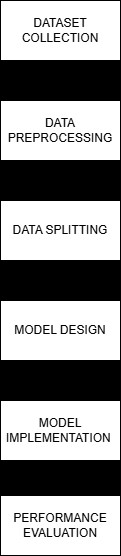 DATASET
COLLECTION
DATA
PREPROCESSING
DATA SPLITTING
MODEL DESIGN
MODEL
IMPLEMENTATION
PERFORMANCE
EVALUATION